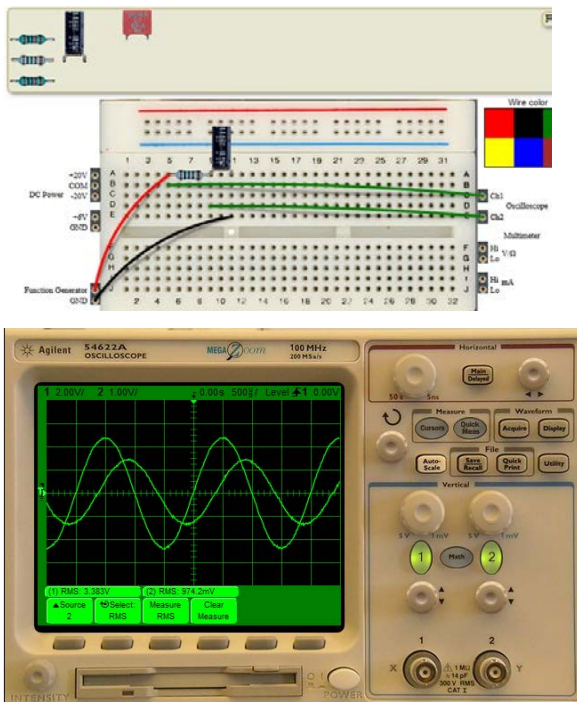 Wire color
1 3 5 7 9 11 13 15 17 19 21 23 25 27 29 31
A
B
C
D
E
F
G
H
I
J
+20V
COM
-20V
DC Power
+6V
GND
Ch1
Oscilloscope
Ch2
Multimeter
Hi
V/Ω
Lo
Hi
mA
Lo
Function Generator
GND
2 4 6 8 10 12 14 16 18 20 22 24 26 28 30 32
Agilent 54622A
OSCILLOSCOPE
MEGA Zoom
100 MHz
200 MSa/s
1 2.00V/ 2 1.00V/ 0.00s 500 / Level 1 0.00V
(1) RMS: 3.383V (2) RMS: 974.2mV
Source
2
Select:
RMS
Measure
RMS
Clear
Measure
Horizontal
Main
Delayed
50 s 5ns
Measure
Waveform
Cursors
Quick
Meas
Acquire
Display
File
Auto-
Scale
Save
Recall
Quick
Print
Utility
Vertical
5 V 1 mV
5 V 1 mV
1
Math
2
1
2
X
1 MΩ
≈ 14 pF
300 V RMS
CAT I
Y
INTENSITY
POWER